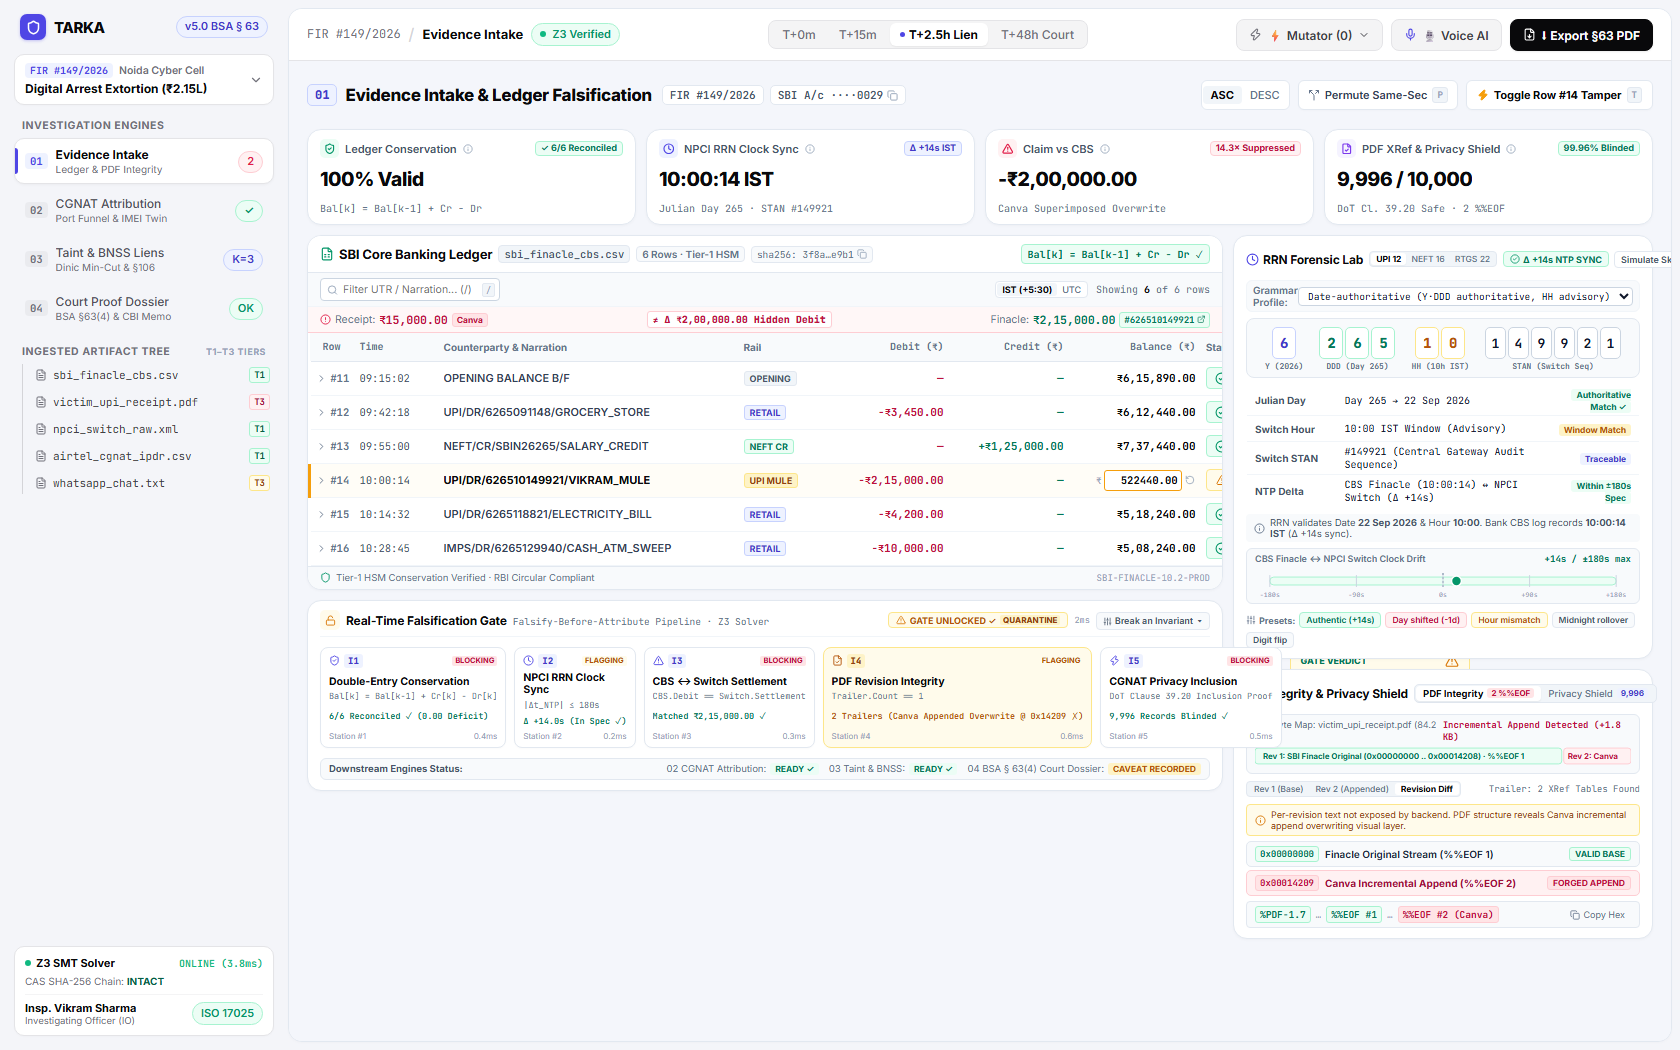 TARKA
v5.0 BSA § 63
FIR #149/2026 Noida Cyber Cell
Digital Arrest Extortion (₹2.15L)
INVESTIGATION ENGINES
01 Evidence Intake 2
Ledger & PDF Integrity
02 CGNAT Attribution ✓
Port Funnel & IMEI Twin
03 Taint & BNSS Liens K=3
Dinic Min-Cut & §106
04 Court Proof Dossier OK
BSA §63(4) & CBI Memo
INGESTED ARTIFACT TREE T1–T3 TIERS
sbi_finacle_cbs.csv T1
victim_upi_receipt.pdf T3
npci_switch_raw.xml T1
airtel_cgnat_ipdr.csv T1
whatsapp_chat.txt T3
Z3 SMT Solver ONLINE (3.8ms)
CAS SHA-256 Chain: INTACT
Insp. Vikram Sharma
Investigating Officer (IO)
ISO 17025
FIR #149/2026 / Evidence Intake Z3 Verified
T+0m T+15m T+2.5h Lien T+48h Court
Mutator (0) Voice AI Export §63 PDF
01 Evidence Intake & Ledger Falsification FIR #149/2026 SBI A/c ····0029
ASC DESC Permute Same-Sec P Toggle Row #14 Tamper T
Ledger Conservation ✓ 6/6 Reconciled
100% Valid
Bal[k] = Bal[k-1] + Cr - Dr
NPCI RRN Clock Sync Δ +14s IST
10:00:14 IST
Julian Day 265 · STAN #149921
Claim vs CBS 14.3× Suppressed
-₹2,00,000.00
Canva Superimposed Overwrite
PDF XRef & Privacy Shield 99.96% Blinded
9,996 / 10,000
DoT Cl. 39.20 Safe · 2 %%EOF
SBI Core Banking Ledger sbi_finacle_cbs.csv 6 Rows · Tier-1 HSM sha256: 3f8a…e9b1 Bal[k] = Bal[k-1] + Cr - Dr ✓
Filter UTR / Narration... (/) / IST (+5:30) UTC Showing 6 of 6 rows
Receipt: ₹15,000.00 Canva ≠ Δ ₹2,00,000.00 Hidden Debit Finacle: ₹2,15,000.00 #626510149921
Row Time Counterparty & Narration Rail Debit (₹) Credit (₹) Balance (₹) Sta
#11 09:15:02 OPENING BALANCE B/F OPENING — — ₹6,15,890.00
#12 09:42:18 UPI/DR/6265091148/GROCERY_STORE RETAIL -₹3,450.00 — ₹6,12,440.00
#13 09:55:00 NEFT/CR/SBIN26265/SALARY_CREDIT NEFT CR — +₹1,25,000.00 ₹7,37,440.00
#14 10:00:14 UPI/DR/626510149921/VIKRAM_MULE UPI MULE -₹2,15,000.00 — ₹ 522440.00
#15 10:14:32 UPI/DR/6265118821/ELECTRICITY_BILL RETAIL -₹4,200.00 — ₹5,18,240.00
#16 10:28:45 IMPS/DR/6265129940/CASH_ATM_SWEEP RETAIL -₹10,000.00 — ₹5,08,240.00
Tier-1 HSM Conservation Verified · RBI Circular Compliant SBI-FINACLE-10.2-PROD
Real-Time Falsification Gate Falsify-Before-Attribute Pipeline · Z3 Solver GATE UNLOCKED ✓ QUARANTINE 2ms Break an Invariant
I1 BLOCKING
Double-Entry Conservation
Bal[k] = Bal[k-1] + Cr[k] - Dr[k]
6/6 Reconciled ✓ (0.00 Deficit)
Station #1 0.4ms
I2 FLAGGING
NPCI RRN Clock
Sync
|Δt_NTP| ≤ 180s
Δ +14.0s (In Spec ✓)
Station #2 0.2ms
I3 BLOCKING
CBS ↔ Switch Settlement
CBS.Debit == Switch.Settlement
Matched ₹2,15,000.00 ✓
Station #3 0.3ms
I4 FLAGGING
PDF Revision Integrity
Trailer.Count == 1
2 Trailers (Canva Appended Overwrite @ 0x14209 ✗)
Station #4 0.6ms
I5 BLOCKING
CGNAT Privacy Inclusion
DoT Clause 39.20 Inclusion Proof
9,996 Records Blinded ✓
Station #5 0.5ms
Downstream Engines Status: 02 CGNAT Attribution: READY ✓ 03 Taint & BNSS: READY ✓ 04 BSA § 63(4) Court Dossier: CAVEAT RECORDED
RRN Forensic Lab UPI 12 NEFT 16 RTGS 22 Δ +14s NTP SYNC Simulate Sk
Grammar
Profile: Date-authoritative (Y·DDD authoritative, HH advisory)
6 2 6 5 1 0 1 4 9 9 2 1
Y (2026) DDD (Day 265) HH (10h IST) STAN (Switch Seq)
Julian Day Day 265 → 22 Sep 2026 Authoritative
Match ✓
Switch Hour 10:00 IST Window (Advisory) Window Match
Switch STAN #149921 (Central Gateway Audit
Sequence) Traceable
NTP Delta CBS Finacle (10:00:14) ↔ NPCI
Switch (Δ +14s) Within ±180s
Spec
RRN validates Date 22 Sep 2026 & Hour 10:00. Bank CBS log records 10:00:14
IST (Δ +14s sync).
CBS Finacle ↔ NPCI Switch Clock Drift +14s / ±180s max
-180s -90s 0s +90s +180s
Presets: Authentic (+14s) Day shifted (-1d) Hour mismatch Midnight rollover
Digit flip
GATE VERDICT
egrity & Privacy Shield PDF Integrity 2 %%EOF Privacy Shield 9,996
te Map: victim_upi_receipt.pdf (84.2 Incremental Append Detected (+1.8
KB)
Rev 1: SBI Finacle Original (0x00000000 .. 0x00014208) · %%EOF 1 Rev 2: Canva
Rev 1 (Base) Rev 2 (Appended) Revision Diff Trailer: 2 XRef Tables Found
Per-revision text not exposed by backend. PDF structure reveals Canva incremental
append overwriting visual layer.
0x00000000 Finacle Original Stream (%%EOF 1) VALID BASE
0x00014209 Canva Incremental Append (%%EOF 2) FORGED APPEND
%PDF-1.7 … %%EOF #1 … %%EOF #2 (Canva) Copy Hex